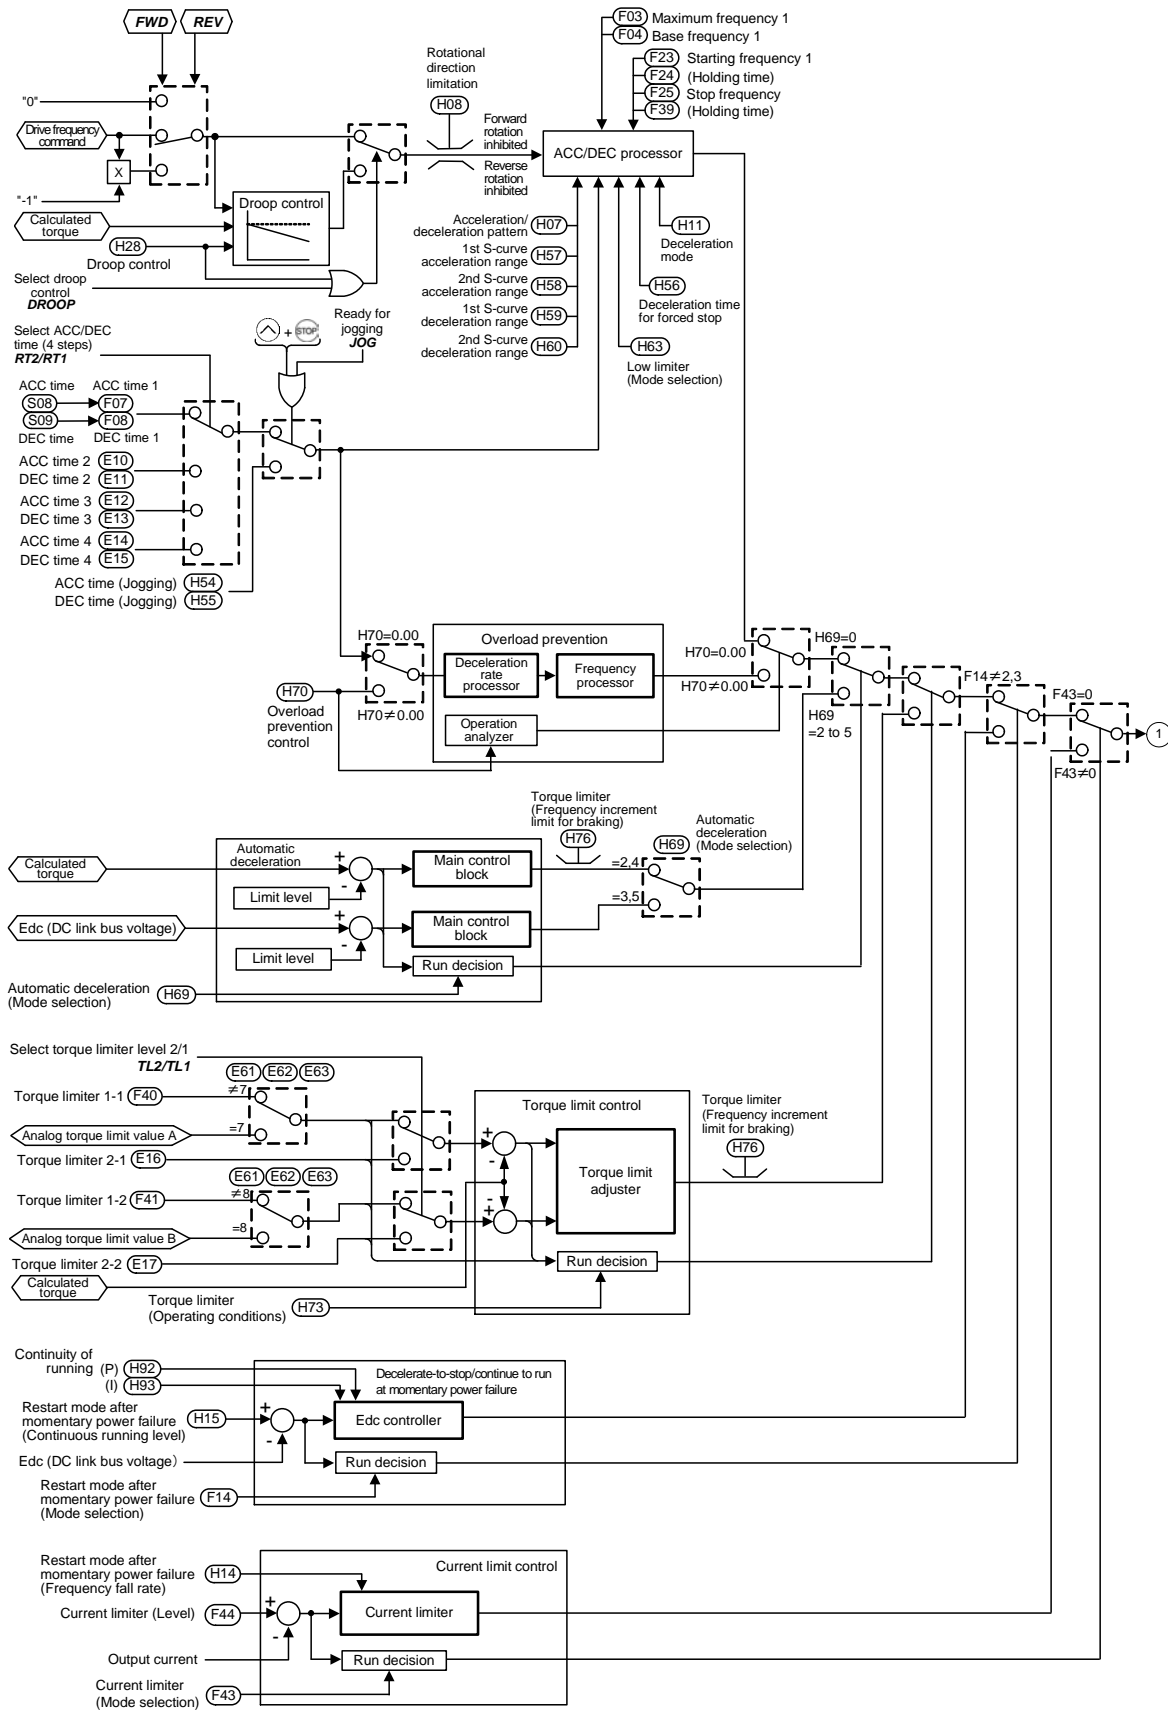 FWD
REV
F03 Maximum frequency 1
F04 Base frequency 1
F23 Starting frequency 1
F24 (Holding time)
F25 Stop frequency
F39 (Holding time)
Rotational
direction
limitation
H08
"0"
Drive frequency
command
X
"-1"
Forward
rotation
inhibited
Reverse
rotation
inhibited
ACC/DEC processor
Calculated
torque
Droop control
H28
Droop control
Select droop
control
DROOP
Acceleration/
deceleration
pattern
H07
1st S-curve
acceleration range
H57
2nd S-curve
acceleration range
H58
1st S-curve
deceleration range
H59
2nd S-curve
deceleration range
H60
H11
Deceleration
mode
H56
Deceleration time
for forced stop
H63
Low limiter
(Mode selection)
Select ACC/DEC
time (4 steps)
RT2/RT1
+
STOP
Ready for
jogging
JOG
ACC time
ACC time 1
S08
F07
S09
F08
DEC time
DEC time 1
ACC time 2 E10
DEC time 2 E11
ACC time 3 E12
DEC time 3 E13
ACC time 4 E14
DEC time 4 E15
ACC time (Jogging) H54
DEC time (Jogging) H55
H70=0.00
H70
H70≠0.00
Overload
prevention
control
Overload prevention
Deceleration
rate
processor
Frequency
processor
Operation
analyzer
H70=0.00
H70≠0.00
H69=0
H69
=2 to 5
F14≠2,3
F43=0
F43≠0
1
Torque limiter
(Frequency increment
limit for braking)
H76
H69
Automatic
deceleration
(Mode selection)
=2,4
=3,5
Calculated
torque
Automatic
deceleration
+
-
Limit level
Main control
block
Edc (DC link bus voltage)
+
-
Limit level
Main control
block
Run decision
Automatic deceleration
(Mode selection)
H69
Select torque limiter level 2/1
TL2/TL1
E61 E62 E63
Torque limiter 1-1 F40
≠7
Analog torque limit value A
=7
Torque limiter 2-1 E16
E61 E62 E63
Torque limiter 1-2 F41
≠8
Analog torque limit value B
=8
Torque limiter 2-2 E17
Calculated
torque
Torque limit control
+
-
-
+
Torque limit
adjuster
Run decision
Torque limiter
(Operating conditions)
H73
Torque limiter
(Frequency increment
limit for braking)
H76
Continuity of
running
(P) H92
(I) H93
Decelerate-to-stop/continue to run
at momentary power failure
Restart mode after
momentary power failure
(Continuous running level)
H15
+
-
Edc controller
Edc (DC link bus voltage)
Run decision
Restart mode after
momentary power failure
(Mode selection)
F14
Restart mode after
momentary power failure
(Frequency fall rate)
H14
Current limit control
Current limiter (Level) F44
+
-
Current limiter
Output current
Run decision
Current limiter
(Mode selection)
F43